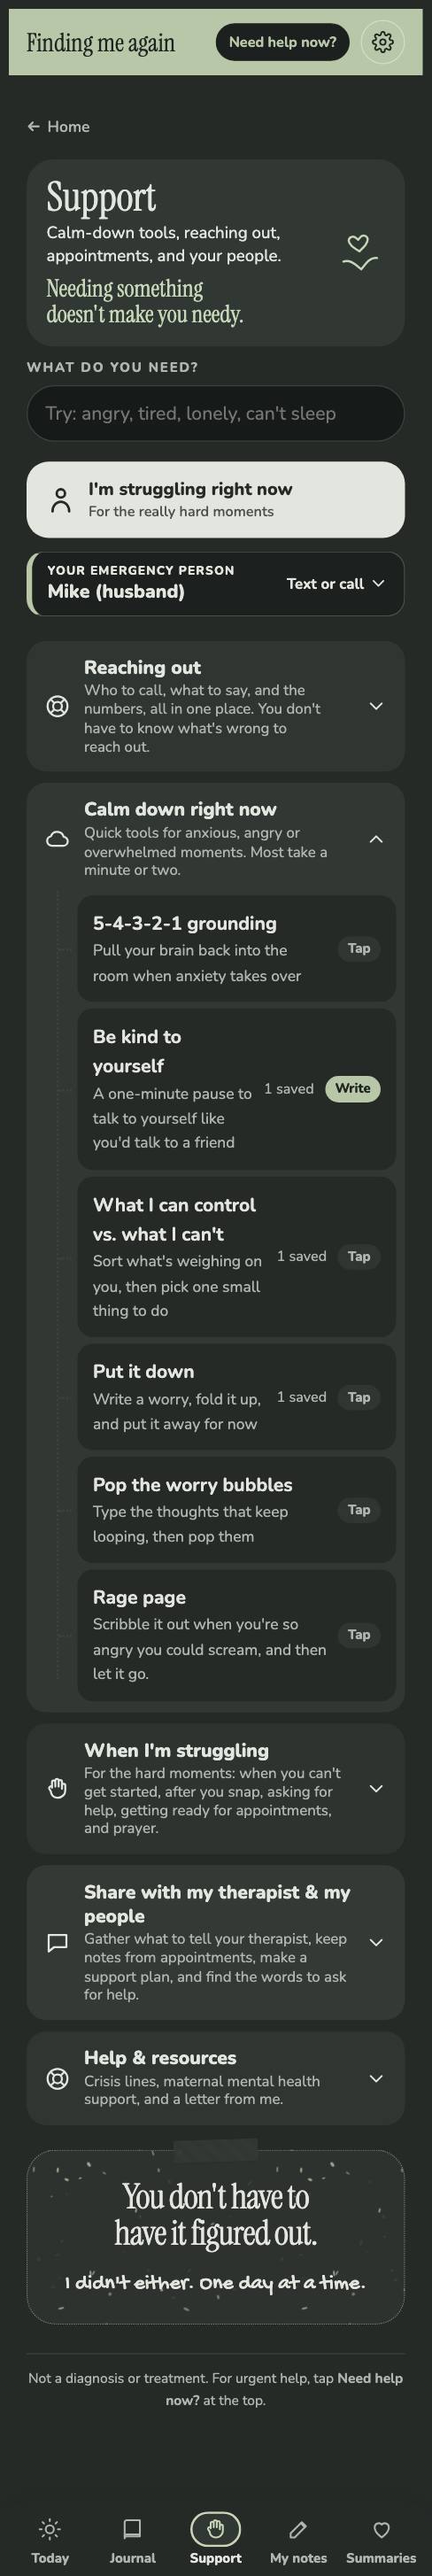 Finding me again
Need help now?
← Home
Support
Calm-down tools, reaching out,
appointments, and your people.
Needing something
doesn't make you needy.
WHAT DO YOU NEED?
Try: angry, tired, lonely, can't sleep
I'm struggling right now
For the really hard moments
YOUR EMERGENCY PERSON
Mike (husband)
Text or call
Reaching out
Who to call, what to say, and the
numbers, all in one place. You don't
have to know what's wrong to
reach out.
Calm down right now
Quick tools for anxious, angry or
overwhelmed moments. Most take a
minute or two.
5-4-3-2-1 grounding
Pull your brain back into the
room when anxiety takes over
Tap
Be kind to
yourself
A one-minute pause to
talk to yourself like
you'd talk to a friend
1 saved
Write
What I can control
vs. what I can't
Sort what's weighing on
you, then pick one small
thing to do
1 saved
Tap
Put it down
Write a worry, fold it up,
and put it away for now
1 saved
Tap
Pop the worry bubbles
Type the thoughts that keep
looping, then pop them
Tap
Rage page
Scribble it out when you're so
angry you could scream, and then
let it go.
Tap
When I'm struggling
For the hard moments: when you can't
get started, after you snap, asking for
help, getting ready for appointments,
and prayer.
Share with my therapist & my
people
Gather what to tell your therapist, keep
notes from appointments, make a
support plan, and find the words to ask
for help.
Help & resources
Crisis lines, maternal mental health
support, and a letter from me.
You don't have to
have it figured out.
I didn't either. One day at a time.
Not a diagnosis or treatment. For urgent help, tap Need help
now? at the top.
Today
Journal
Support
My notes
Summaries